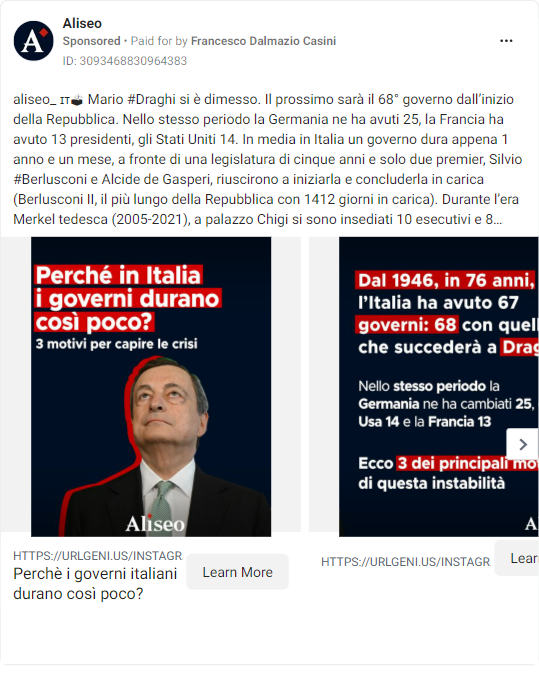 Aliseo
Sponsored • Paid for by Francesco Dalmazio Casini
ID: 3093468830964383
aliseo_ ɪᴛ🗳️ Mario #Draghi si è dimesso. Il prossimo sarà il 68° governo dall'inizio
della Repubblica. Nello stesso periodo la Germania ne ha avuti 25, la Francia ha
avuto 13 presidenti, gli Stati Uniti 14. In media in Italia un governo dura appena 1
anno e un mese, a fronte di una legislatura di cinque anni e solo due premier, Silvio
#Berlusconi e Alcide de Gasperi, riuscirono a iniziarla e concluderla in carica
(Berlusconi II, il più lungo della Repubblica con 1412 giorni in carica). Durante l'era
Merkel tedesca (2005-2021), a palazzo Chigi si sono insediati 10 esecutivi e 8...
Perché in Italia
i governi durano
così poco?
3 motivi per capire le crisi
Aliseo
HTTPS://URLGENI.US/INSTAGR
Perchè i governi italiani
durano così poco?
Learn More
Dal 1946, in 76 anni,
l'Italia ha avuto 67
governi: 68 con quel
che succederà a Drag
Nello stesso periodo la
Germania ne ha cambiati 25,
Usa 14 e la Francia 13
Ecco 3 dei principali mo
di questa instabilità
A
HTTPS://URLGENI.US/INSTAGR
Lear